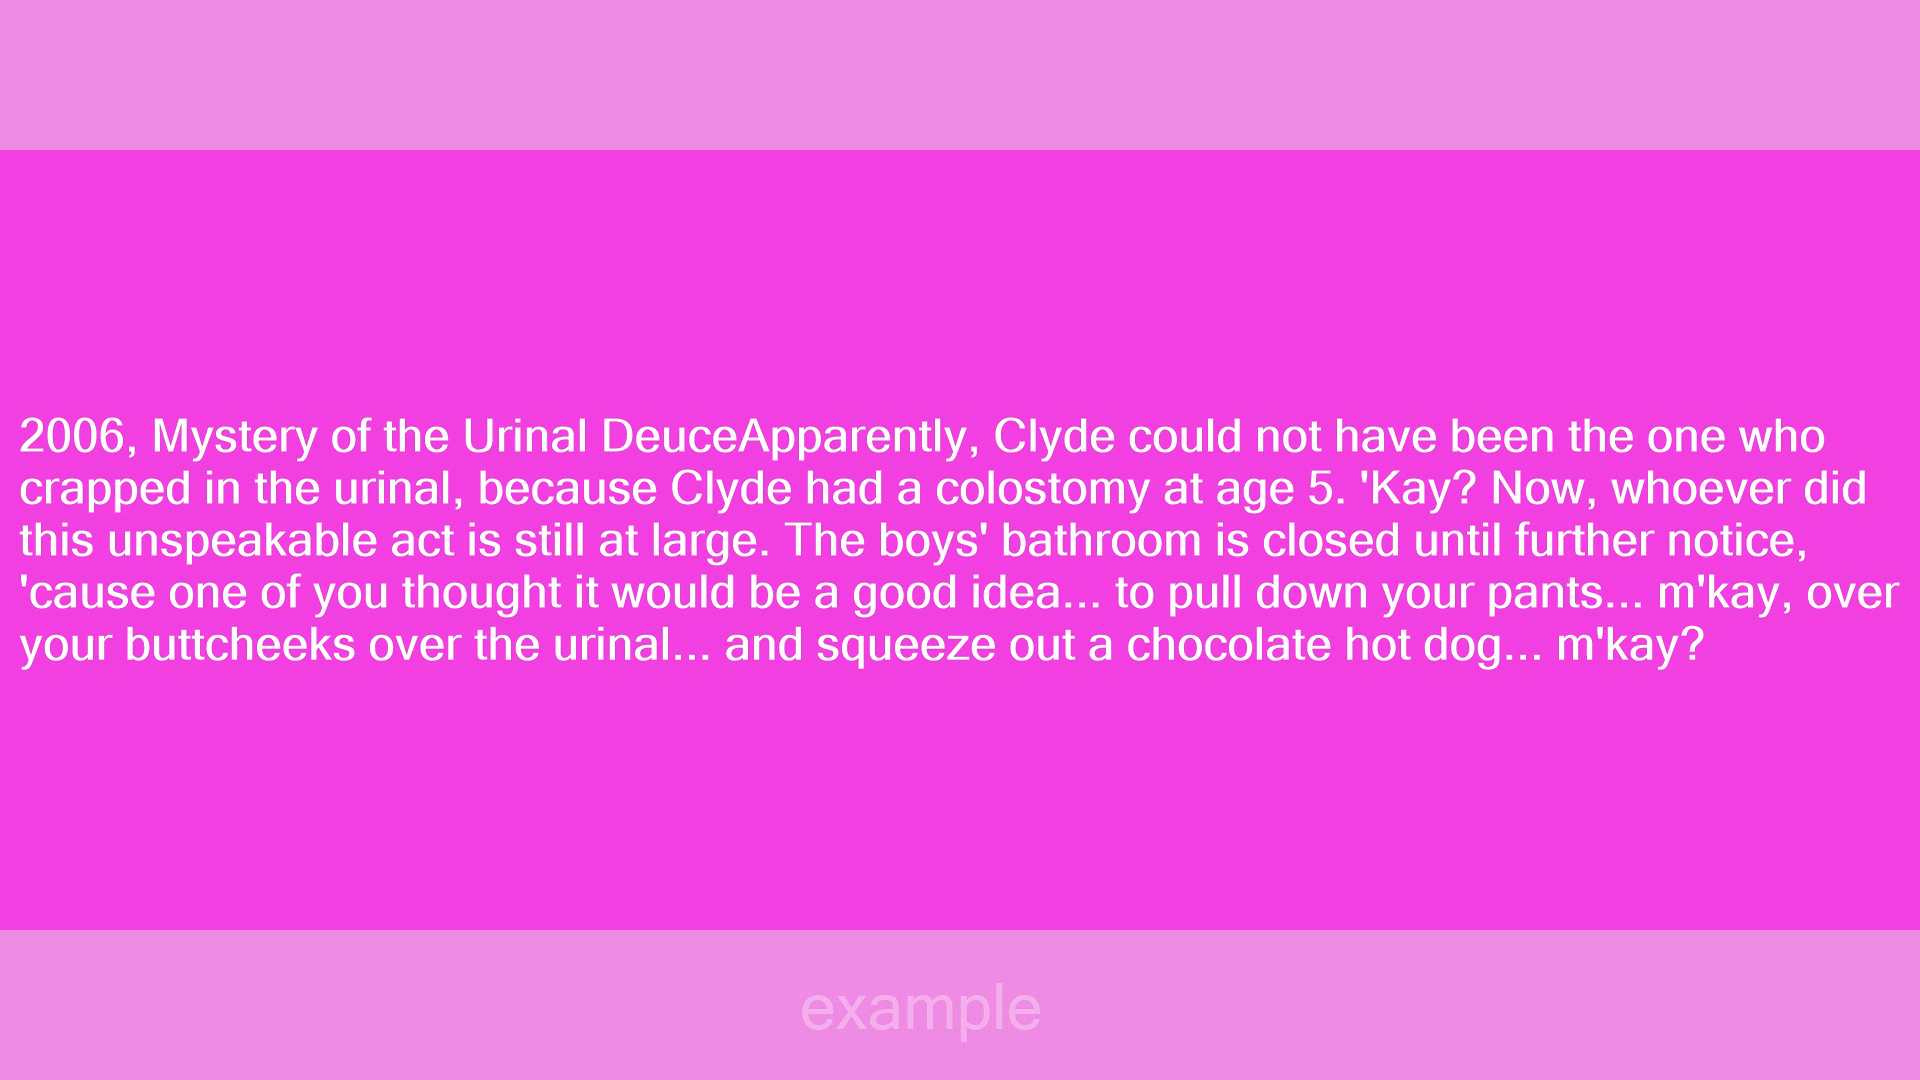 2006, Mystery of the Urinal DeuceApparently, Clyde could not have been the one who
crapped in the urinal, because Clyde had a colostomy at age 5. 'Kay? Now, whoever did
this unspeakable act is still at large. The boys' bathroom is closed until further notice,
'cause one of you thought it would be a good idea... to pull down your pants... m'kay, over
your buttcheeks over the urinal... and squeeze out a chocolate hot dog... m'kay?
example